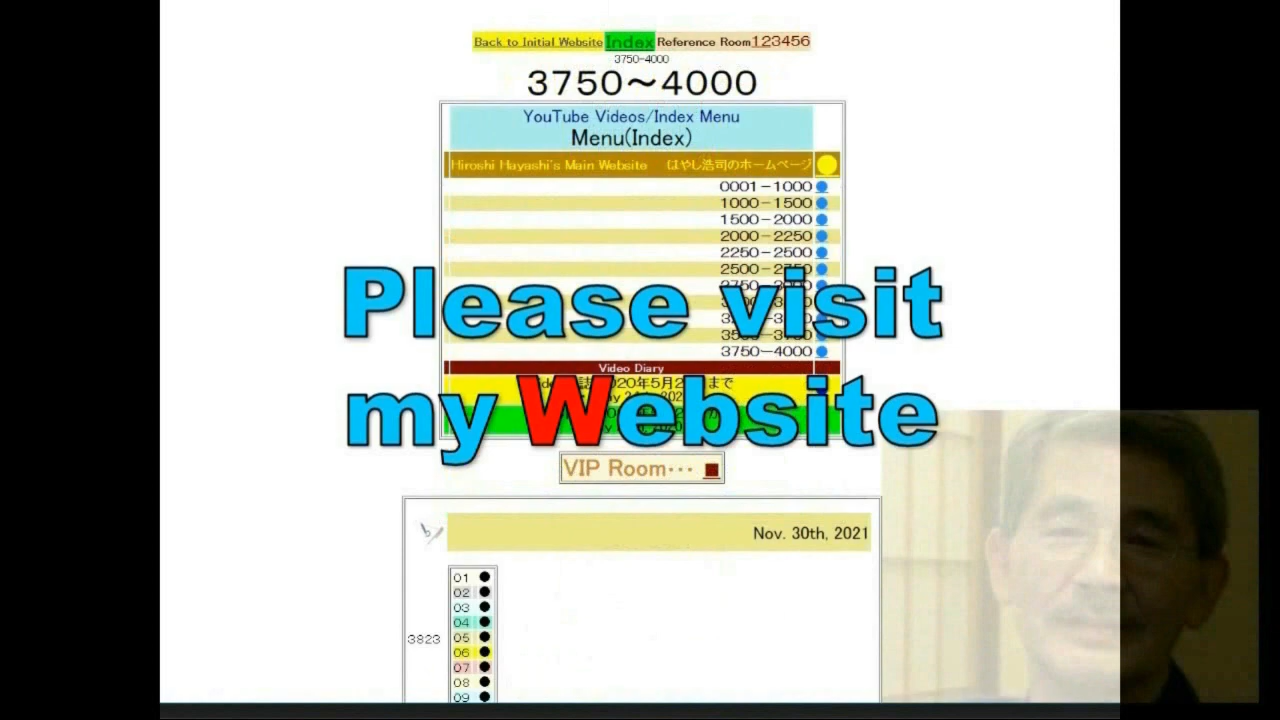 Back to Initial Website Index Reference Room123456
3750-4000
3750～4000
YouTube Videos/Index Menu
Menu(Index)
Hiroshi Hayashi's Main Website はやし浩司のホームページ
0001－1000
1000－1500
1500－2000
2000－2250
2250－2500
2500－2750
3750－4000
Video Diary
Please visit
my Website
VIP Room･･･
Nov. 30th, 2021
01
02
03
04
3823
05
06
07
08
09